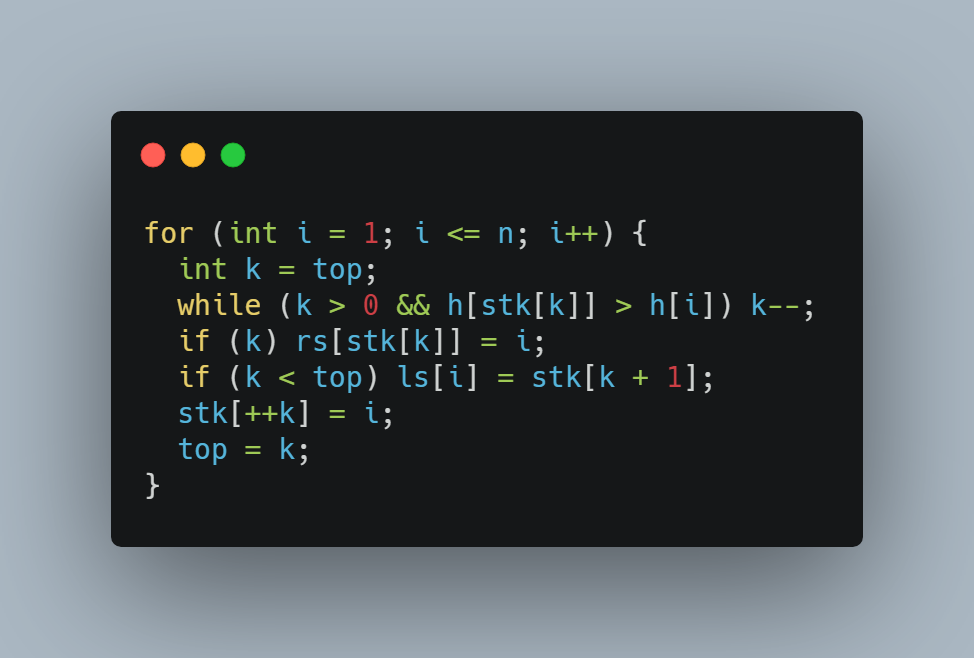 for (int i = 1; i <= n; i++) {
  int k = top;
  while (k > 0 && h[stk[k]] > h[i]) k--;
  if (k) rs[stk[k]] = i;
  if (k < top) ls[i] = stk[k + 1];
  stk[++k] = i;
  top = k;
}